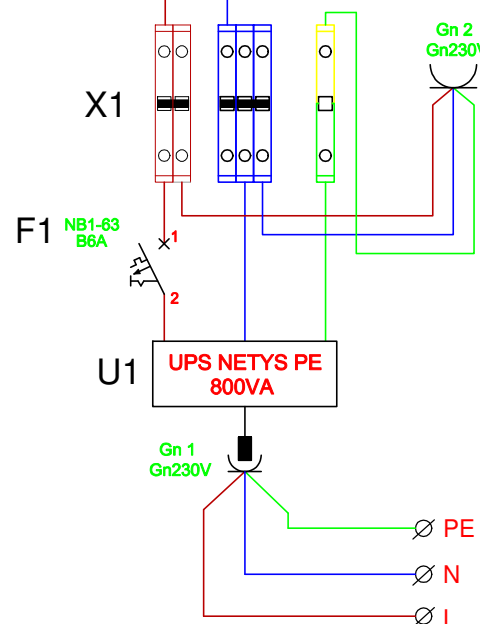 Gn 2
Gn230V
X1
F1
NB1-63
B6A
1
2
U1
UPS NETYS PE
800VA
Gn 1
Gn230V
PE
N
L